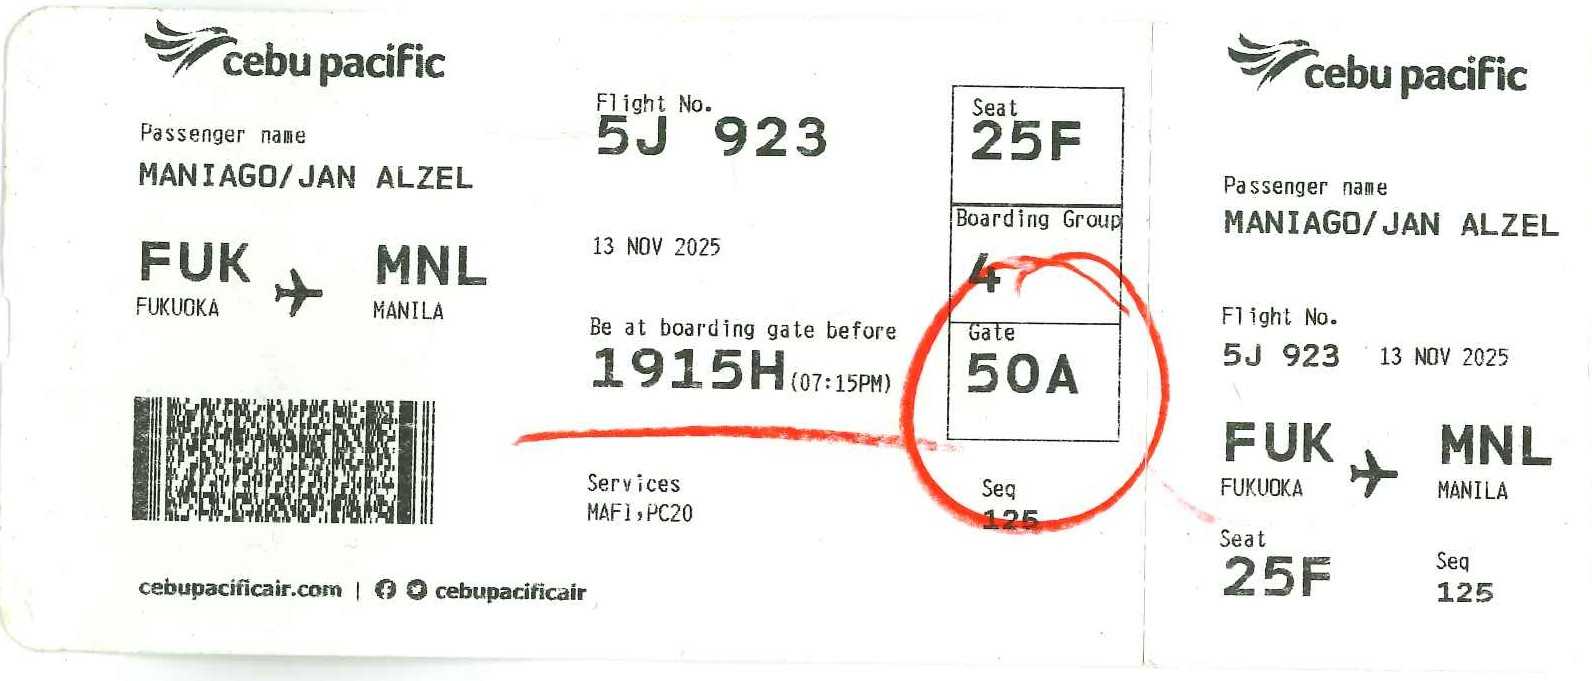 cebu pacific
Passenger name
MANIAGO/JAN ALZEL
FUK MNL
FUKUOKA MANILA
cebupacificair.com | cebupacificair
Flight No.
5J 923
13 NOV 2025
Be at boarding gate before
1915H(07:15PM)
Services
MAF1,PC20
Seat
25F
Boarding Group
4
Gate
50A
Seq
125
cebu pacific
Passenger name
MANIAGO/JAN ALZEL
Flight No.
5J 923 13 NOV 2025
FUK MNL
FUKUOKA MANILA
Seat
25F
Seq
125